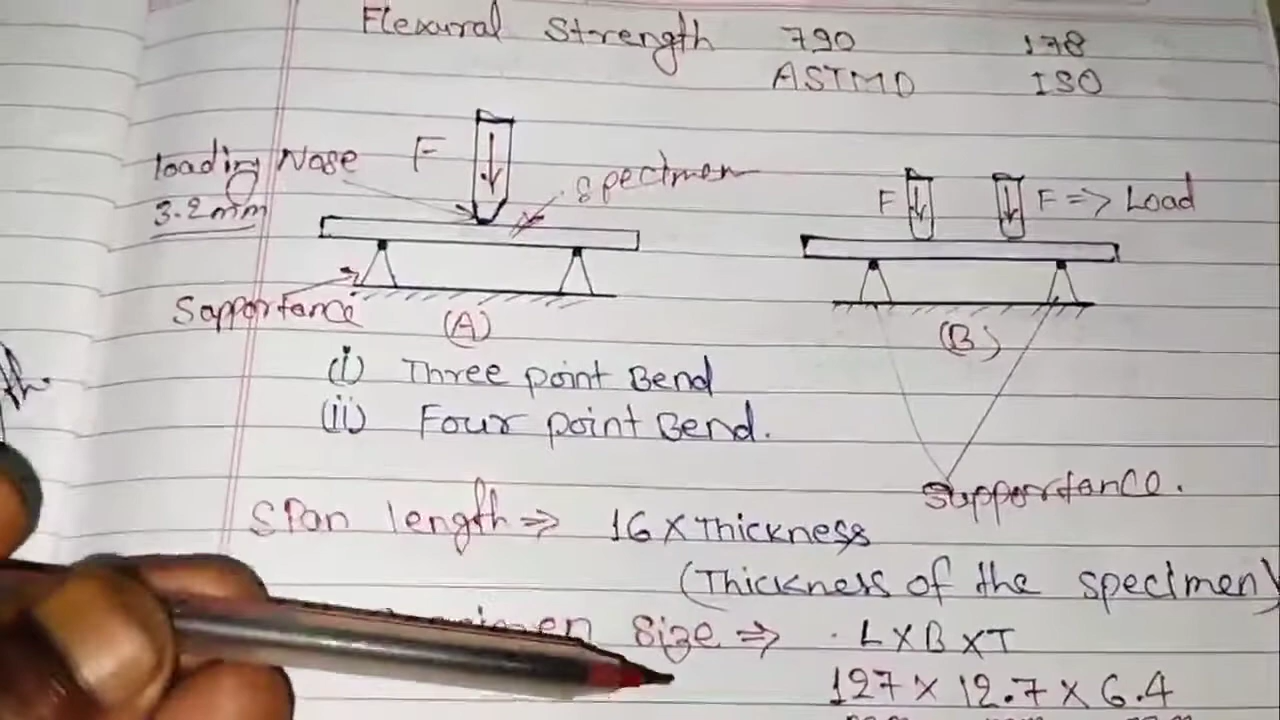 Flexural Strength 790 178
ASTMD ISO
loading Nose F specimen
3.2mm
F F => Load
Sapportance
(A) (B)
(i) Three point Bend
(ii) Four point Bend.
Supportance.
Span length => 16 X Thickness
(Thickness of the specimen)
size => L X B X T
127 X 12.7 X 6.4